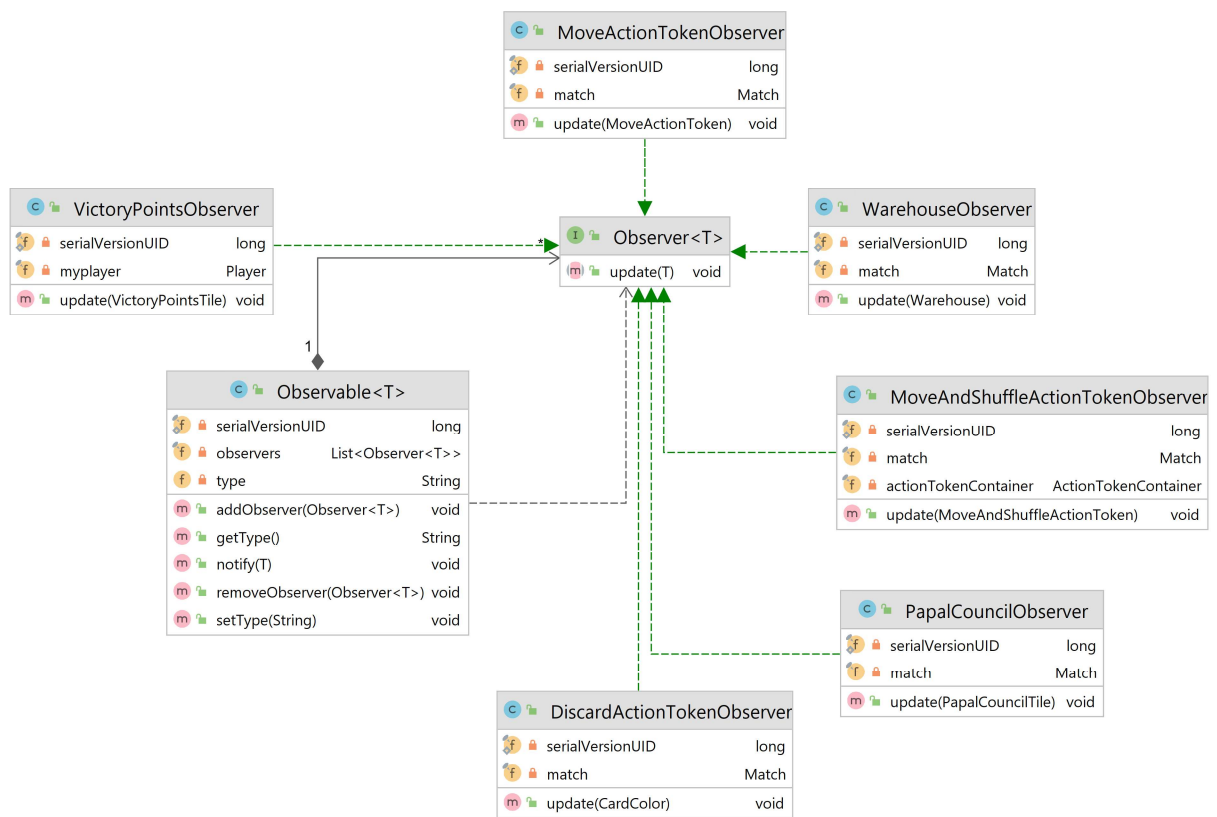 C MoveActionTokenObserver
f serialVersionUID long
f match Match
m update(MoveActionToken) void
C VictoryPointsObserver
f serialVersionUID long
f myplayer Player
m update(VictoryPointsTile) void
*
I Observer<T>
m update(T) void
C WarehouseObserver
f serialVersionUID long
f match Match
m update(Warehouse) void
1
C Observable<T>
f serialVersionUID long
f observers List<Observer<T>>
f type String
m addObserver(Observer<T>) void
m getType() String
m notify(T) void
m removeObserver(Observer<T>) void
m setType(String) void
C MoveAndShuffleActionTokenObserver
f serialVersionUID long
f match Match
f actionTokenContainer ActionTokenContainer
m update(MoveAndShuffleActionToken) void
C PapalCouncilObserver
f serialVersionUID long
f match Match
m update(PapalCouncilTile) void
C DiscardActionTokenObserver
f serialVersionUID long
f match Match
m update(CardColor) void